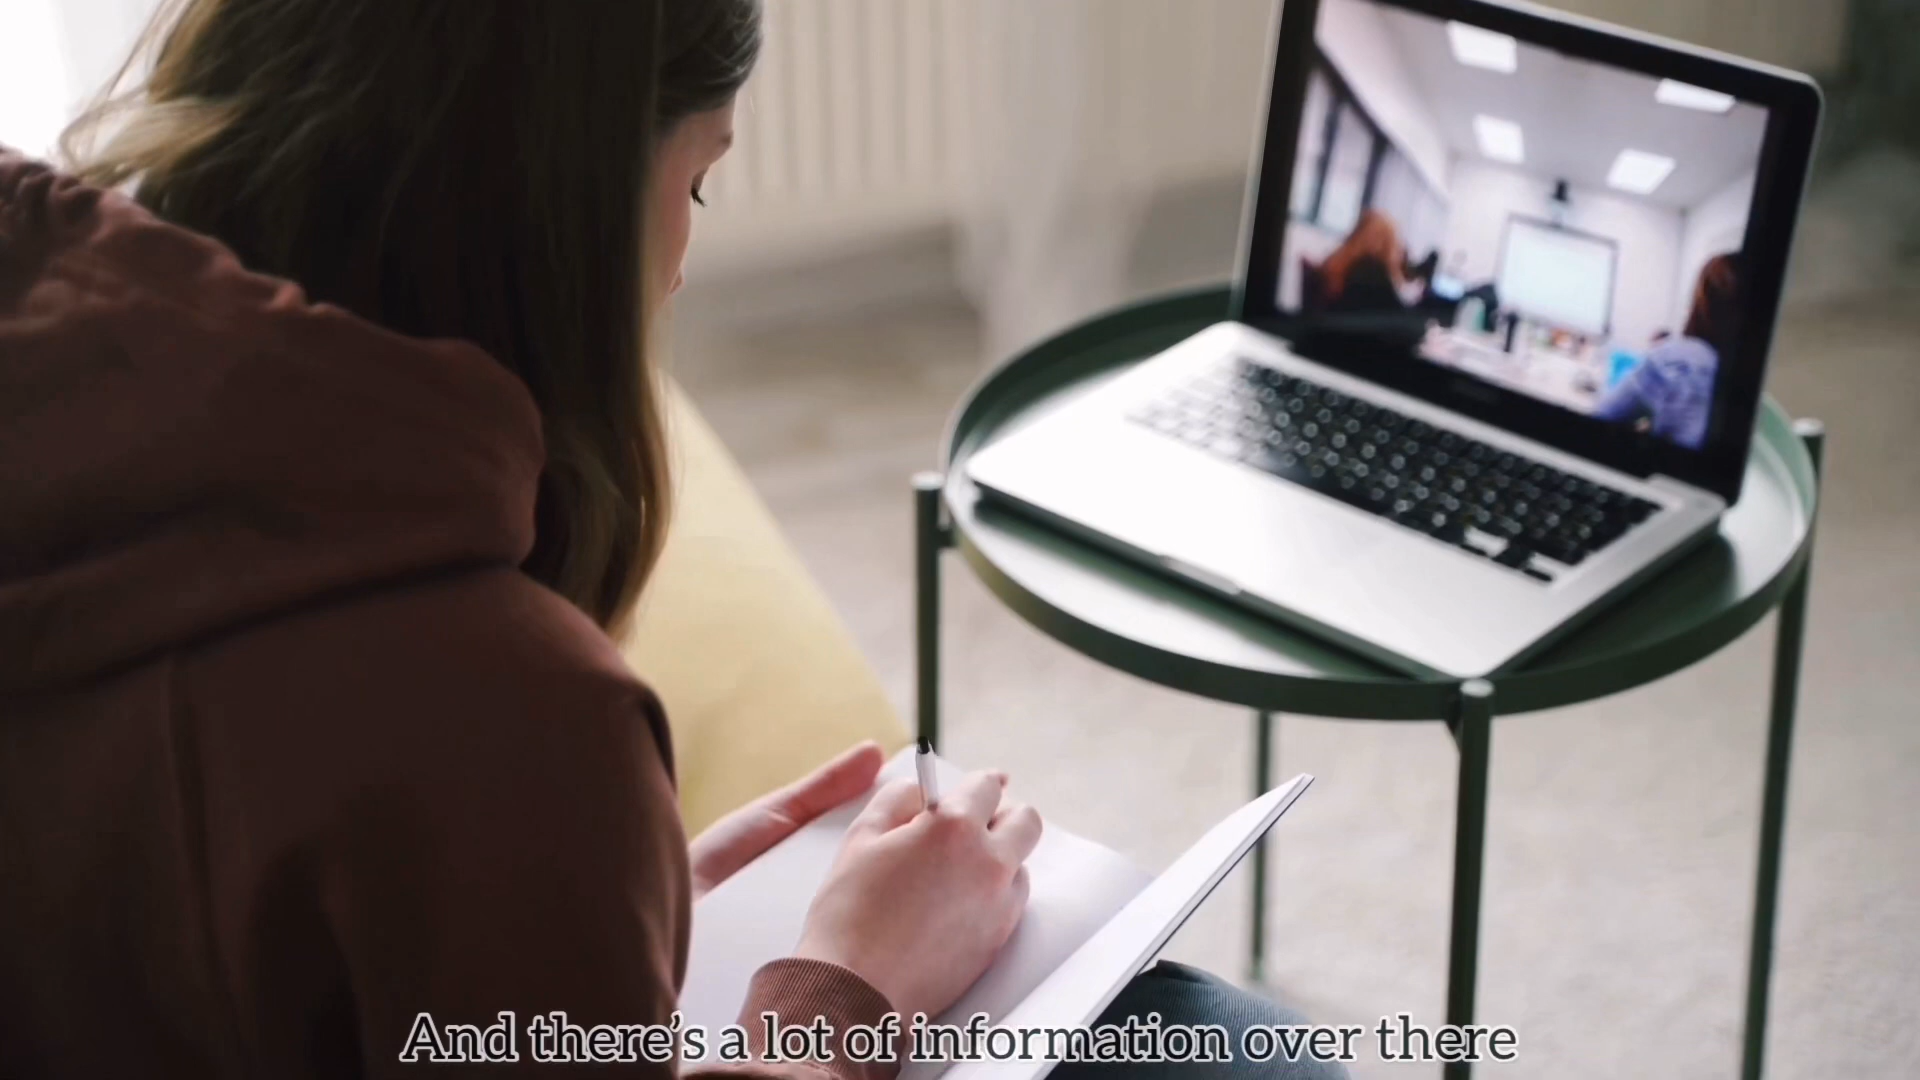 And there's a lot of information over there